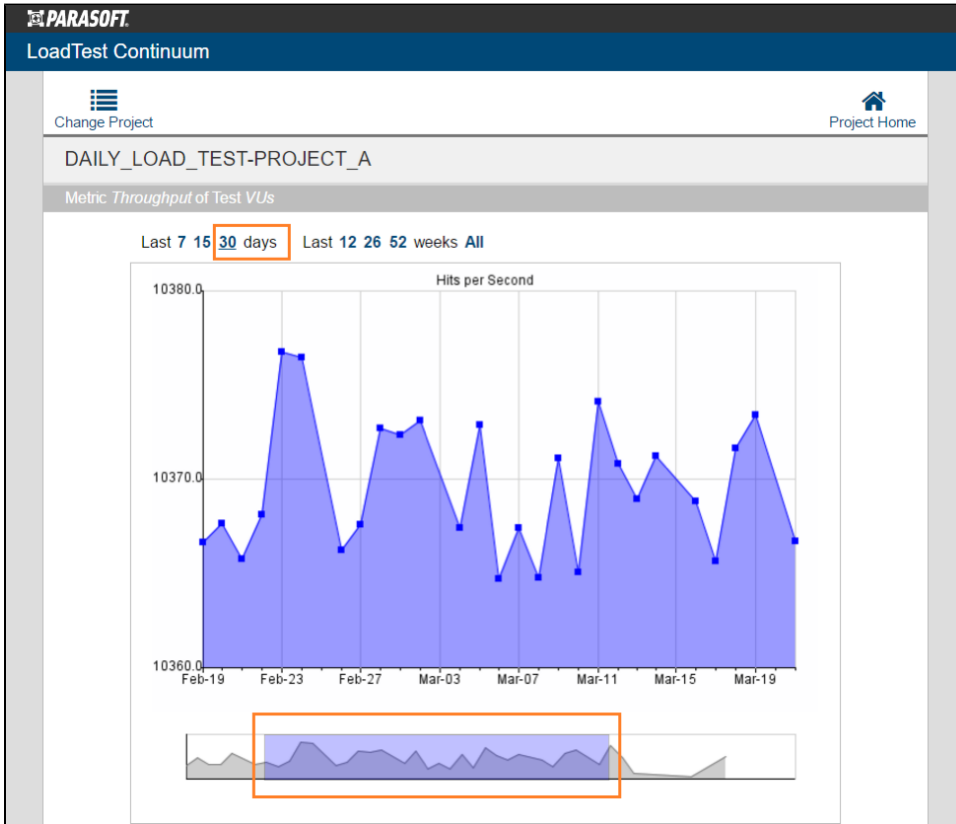 PARASOFT.
LoadTest Continuum
Change Project
Project Home
DAILY_LOAD_TEST-PROJECT_A
Metric Throughput of Test VUs
Last 7 15 30 days Last 12 26 52 weeks All
Hits per Second
10380.0
10370.0
10360.0
Feb-19 Feb-23 Feb-27 Mar-03 Mar-07 Mar-11 Mar-15 Mar-19